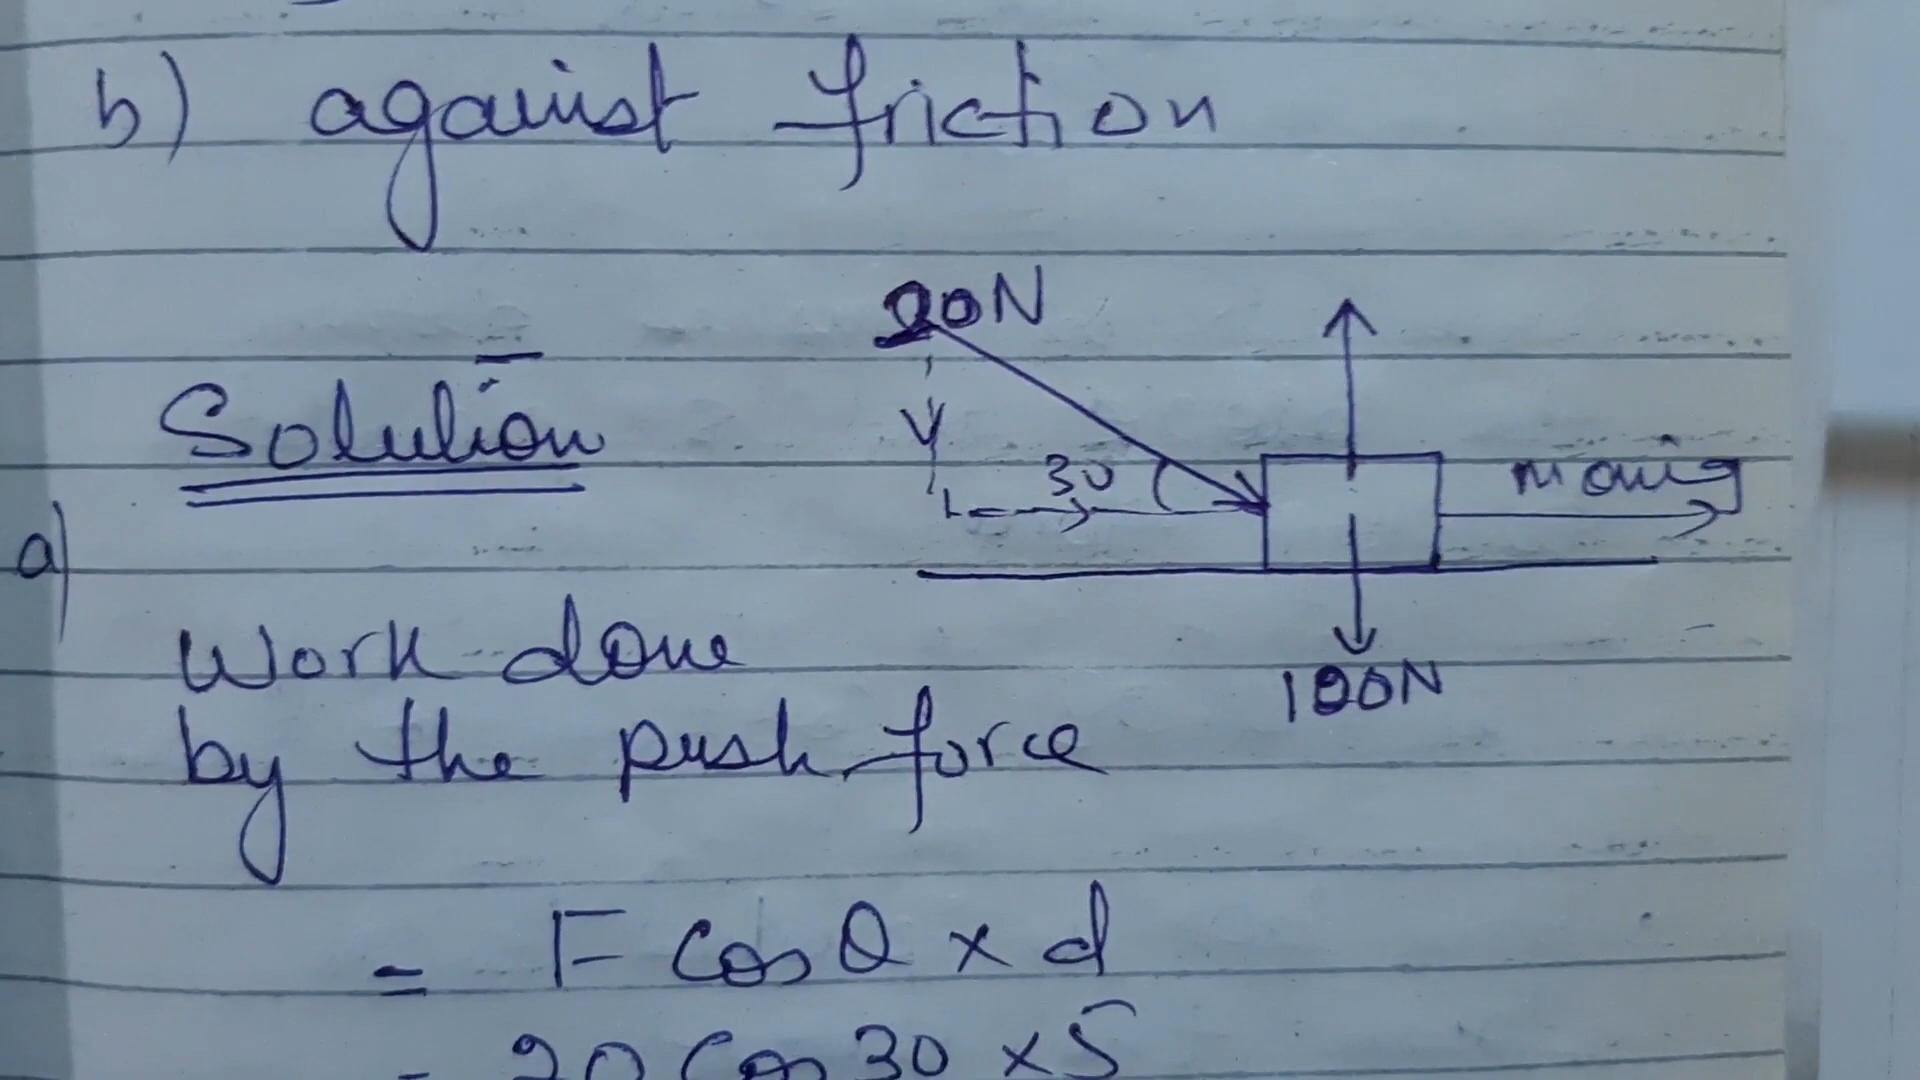 b) against friction
20N
Solution
30
moving
a)
Work done
100N
by the push force
= F Cos θ × d
= 20 Cos 30 × 5